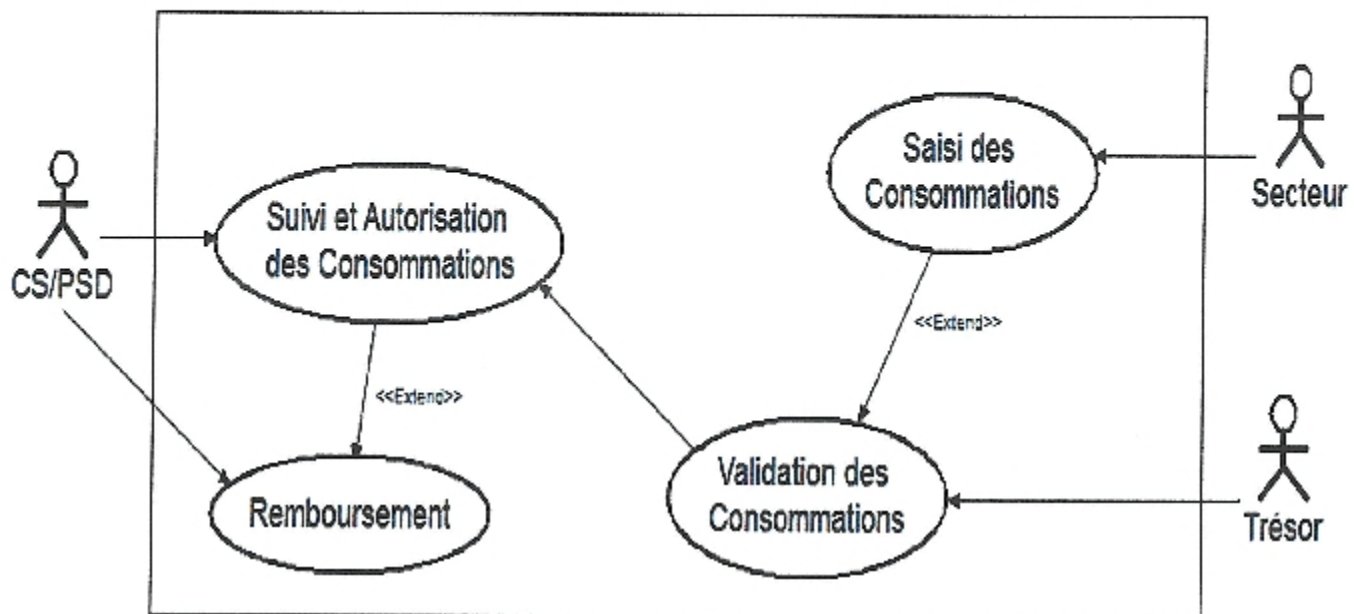 Saisi des
Consommations
Secteur
Suivi et Autorisation
des Consommations
CS/PSD
<<Extend>>
<<Extend>>
Validation des
Consommations
Remboursement
Trésor